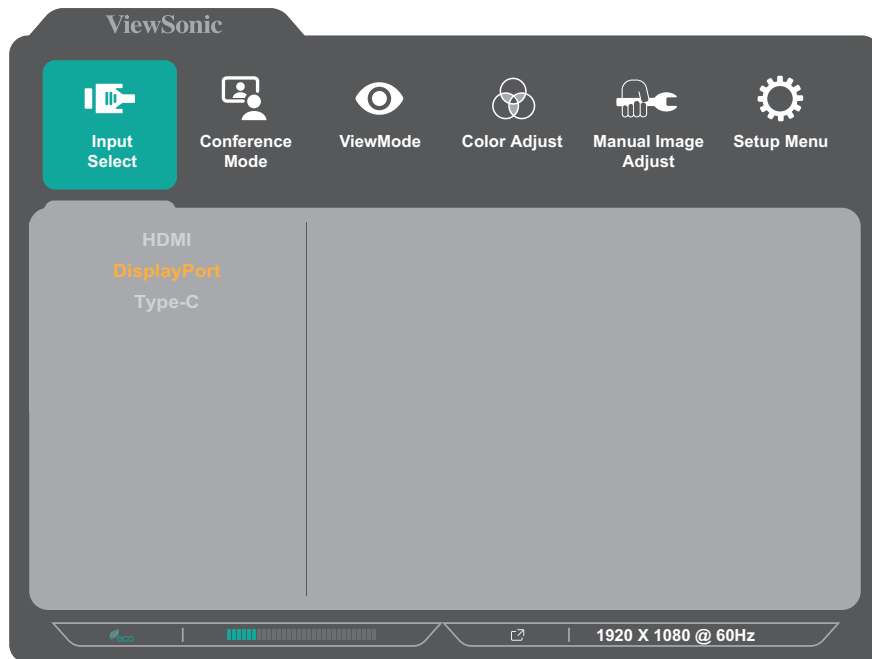 ViewSonic
Input
Select
Conference
Mode
ViewMode
Color Adjust
Manual Image
Adjust
Setup Menu
HDMI
DisplayPort
Type-C
eco
1920 X 1080 @ 60Hz